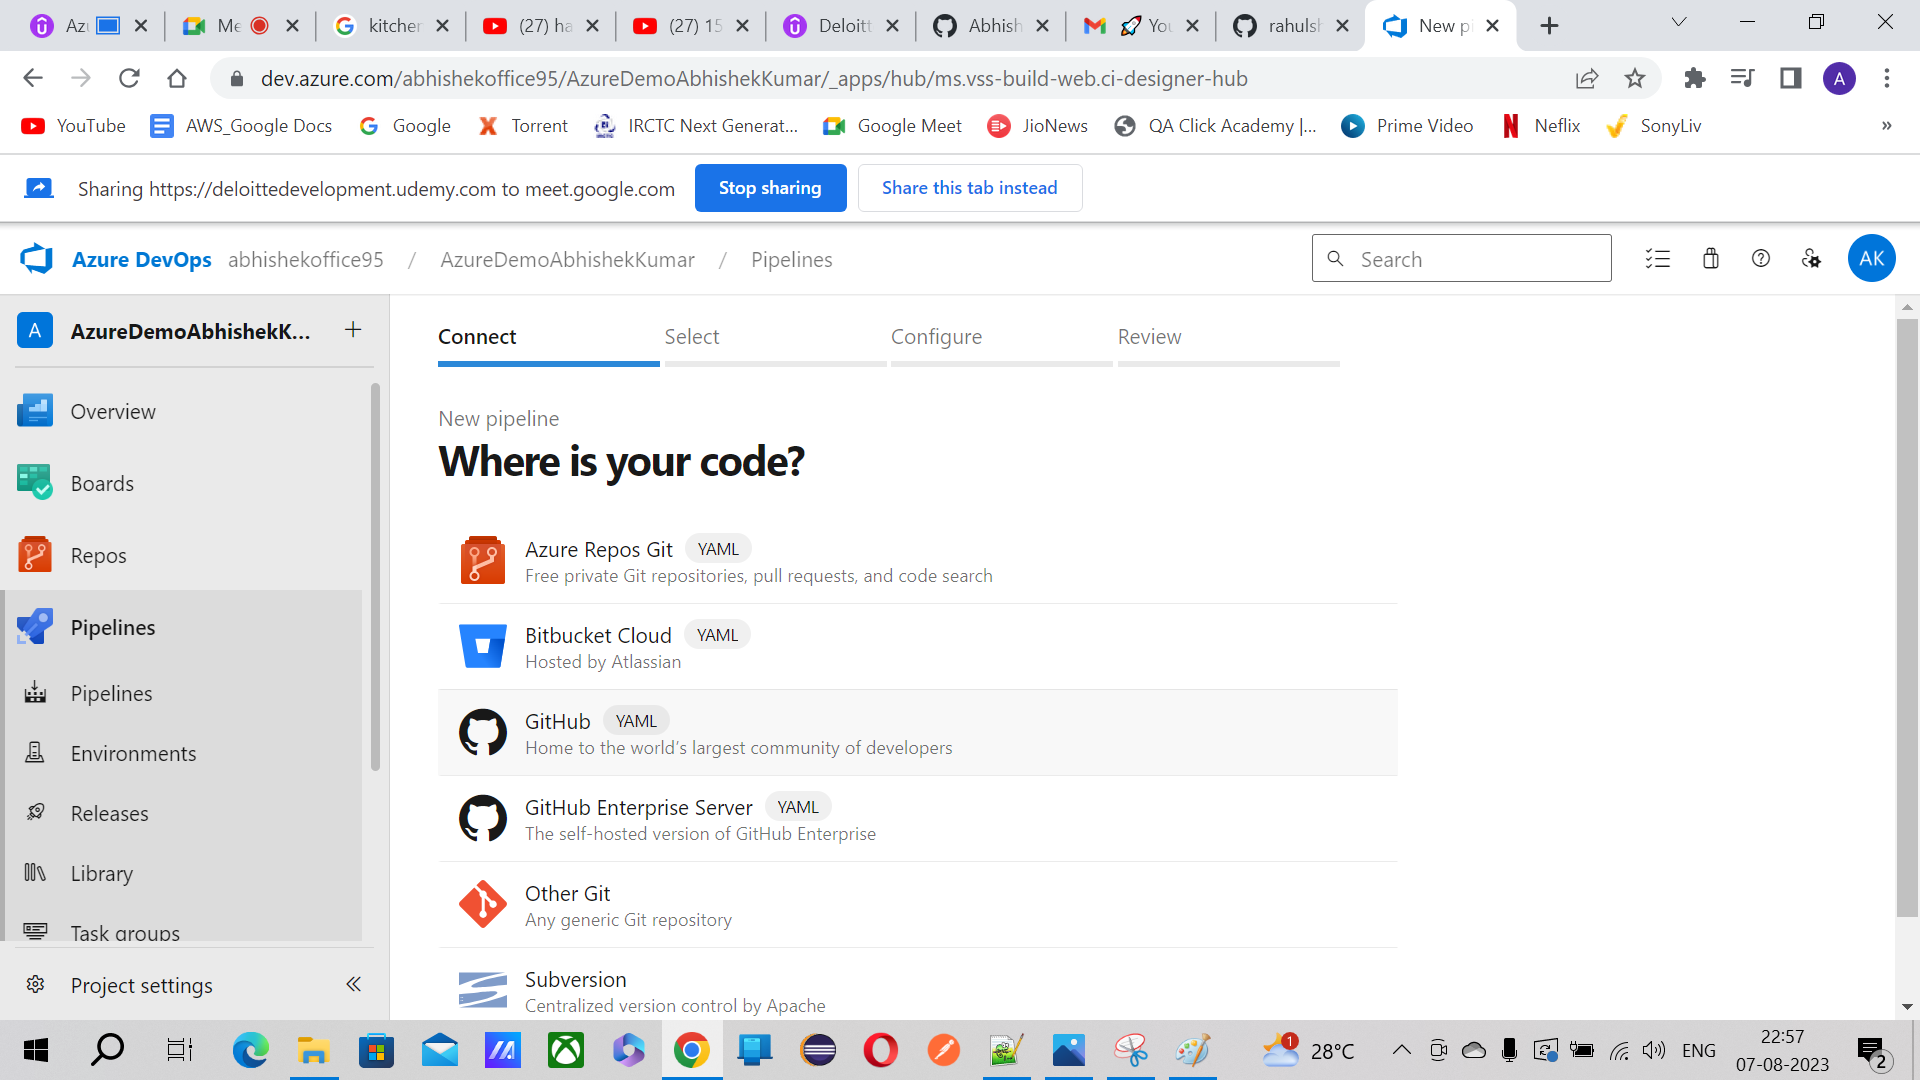 Az
Me
kitcher
(27) ha
(27) 15
Deloitt
Abhish
You
rahulsh
New pi
dev.azure.com/abhishekoffice95/AzureDemoAbhishekKumar/_apps/hub/ms.vss-build-web.ci-designer-hub
A
YouTube
AWS_Google Docs
Google
Torrent
IRCTC Next Generat...
Google Meet
JioNews
QA Click Academy |...
Prime Video
Neflix
SonyLiv
»
Sharing https://deloittedevelopment.udemy.com to meet.google.com
Stop sharing
Share this tab instead
Azure DevOps
abhishekoffice95 / AzureDemoAbhishekKumar / Pipelines
Search
AK
A
AzureDemoAbhishekK...
+
Overview
Boards
Repos
Pipelines
Pipelines
Environments
Releases
Library
Task groups
Project settings
Connect
Select
Configure
Review
New pipeline
Where is your code?
Azure Repos Git YAML
Free private Git repositories, pull requests, and code search
Bitbucket Cloud YAML
Hosted by Atlassian
GitHub YAML
Home to the world's largest community of developers
GitHub Enterprise Server YAML
The self-hosted version of GitHub Enterprise
Other Git
Any generic Git repository
Subversion
Centralized version control by Apache
1
28°C
ENG
22:57
07-08-2023
2